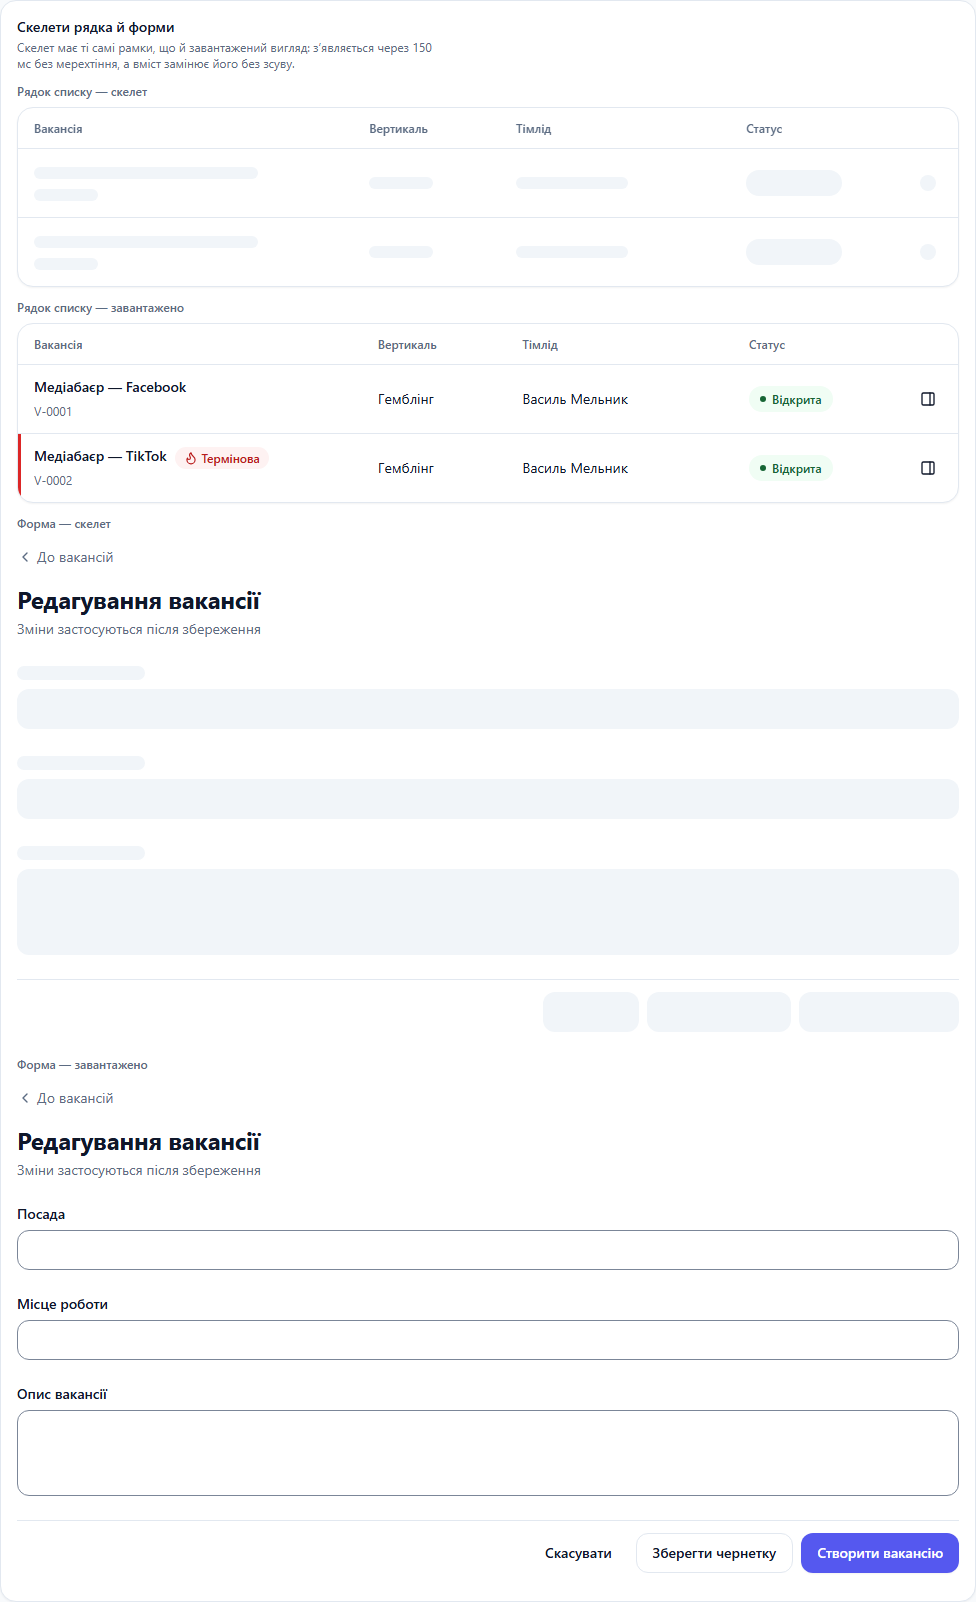 Скелети рядка й форми
Скелет має ті самі рамки, що й завантажений вигляд: зʼявляється через 150
мс без мерехтіння, а вміст замінює його без зсуву.
Рядок списку — скелет
Вакансія Вертикаль Тімлід Статус
Рядок списку — завантажено
Вакансія Вертикаль Тімлід Статус
Медіабаєр — Facebook
V-0001
Гемблінг Василь Мельник Відкрита
Медіабаєр — TikTok Термінова
V-0002
Гемблінг Василь Мельник Відкрита
Форма — скелет
До вакансій
Редагування вакансії
Зміни застосуються після збереження
Форма — завантажено
До вакансій
Редагування вакансії
Зміни застосуються після збереження
Посада
Місце роботи
Опис вакансії
Скасувати Зберегти чернетку Створити вакансію